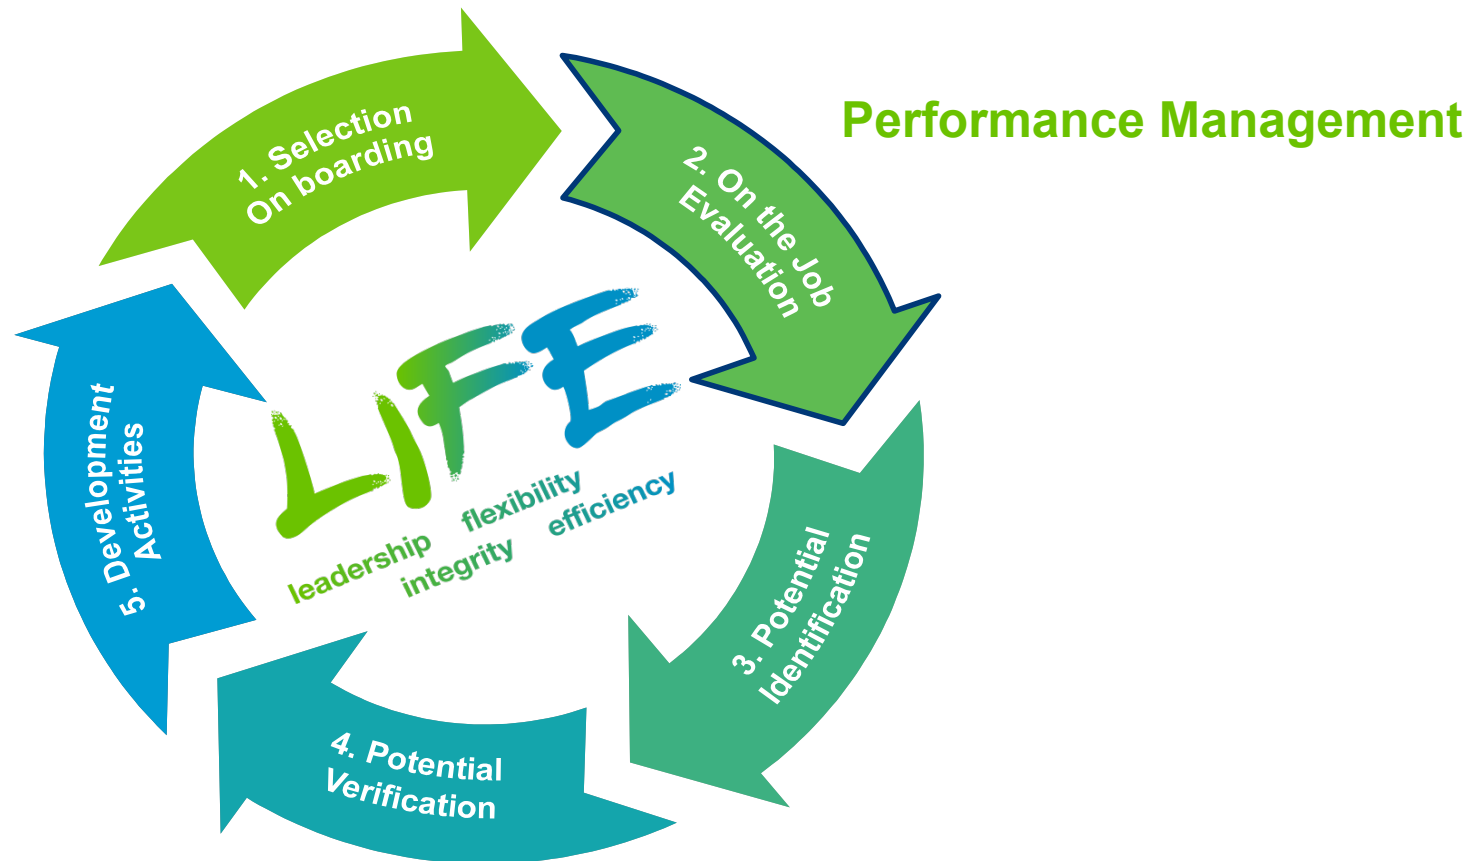 Performance Management
1. Selection
On boarding
2. On the Job
Evaluation
3. Potential
Identification
4. Potential
Verification
5. Development
Activities
LIFE
leadership flexibility
integrity efficiency